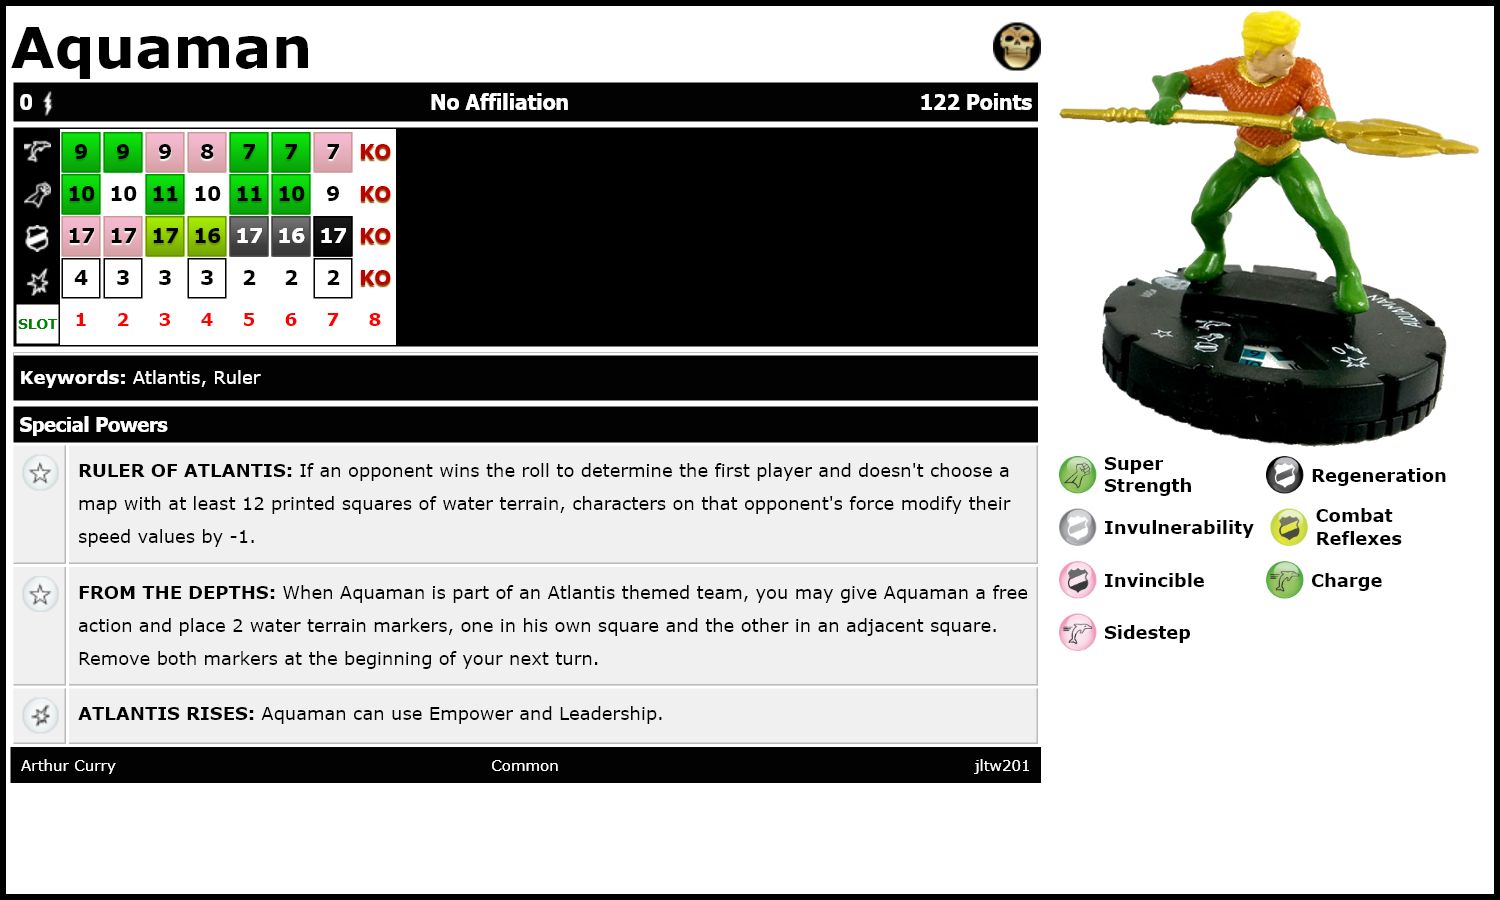 Aquaman
0 No Affiliation 122 Points
9 9 9 8 7 7 7 KO
10 10 11 10 11 10 9 KO
17 17 17 16 17 16 17 KO
4 3 3 3 2 2 2 KO
SLOT 1 2 3 4 5 6 7 8
Keywords: Atlantis, Ruler
Special Powers
RULER OF ATLANTIS: If an opponent wins the roll to determine the first player and doesn't choose a
map with at least 12 printed squares of water terrain, characters on that opponent's force modify their
speed values by -1.
FROM THE DEPTHS: When Aquaman is part of an Atlantis themed team, you may give Aquaman a free
action and place 2 water terrain markers, one in his own square and the other in an adjacent square.
Remove both markers at the beginning of your next turn.
ATLANTIS RISES: Aquaman can use Empower and Leadership.
Arthur Curry Common jltw201
AQUAMAN
0
Super
Strength
Regeneration
Invulnerability
Combat
Reflexes
Invincible
Charge
Sidestep